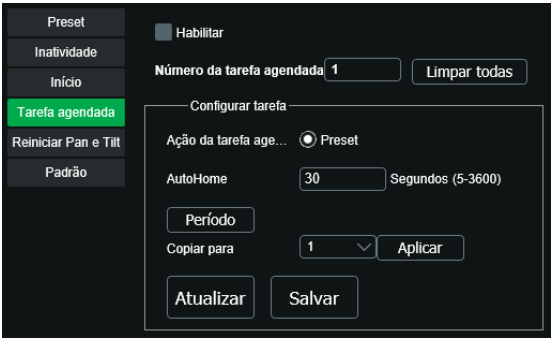 Preset
Inatividade
Início
Tarefa agendada
Reiniciar Pan e Tilt
Padrão
Habilitar
Número da tarefa agendada 1 Limpar todas
Configurar tarefa
Ação da tarefa age... Preset
AutoHome 30 Segundos (5-3600)
Período
Copiar para 1 Aplicar
Atualizar Salvar